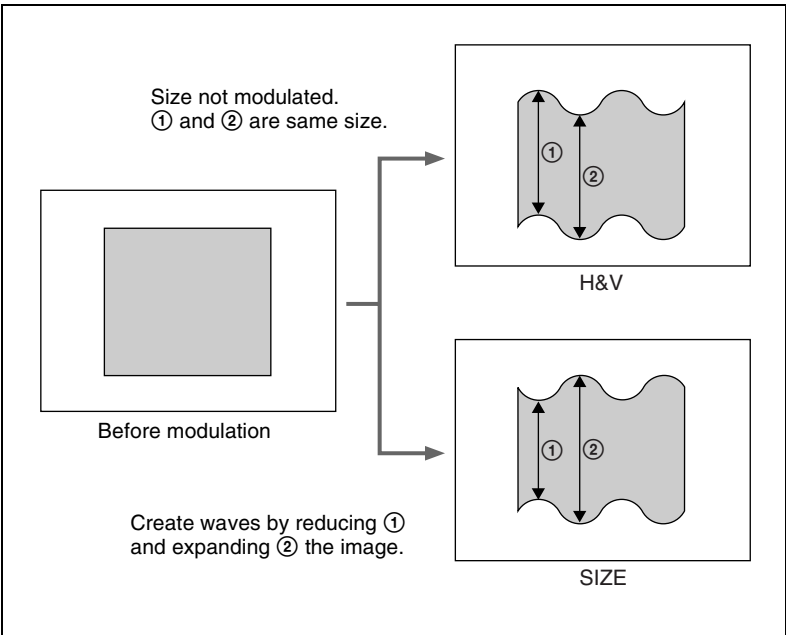 Size not modulated.
① and ② are same size.
①
②
H&V
Before modulation
①
②
Create waves by reducing ①
and expanding ② the image.
SIZE